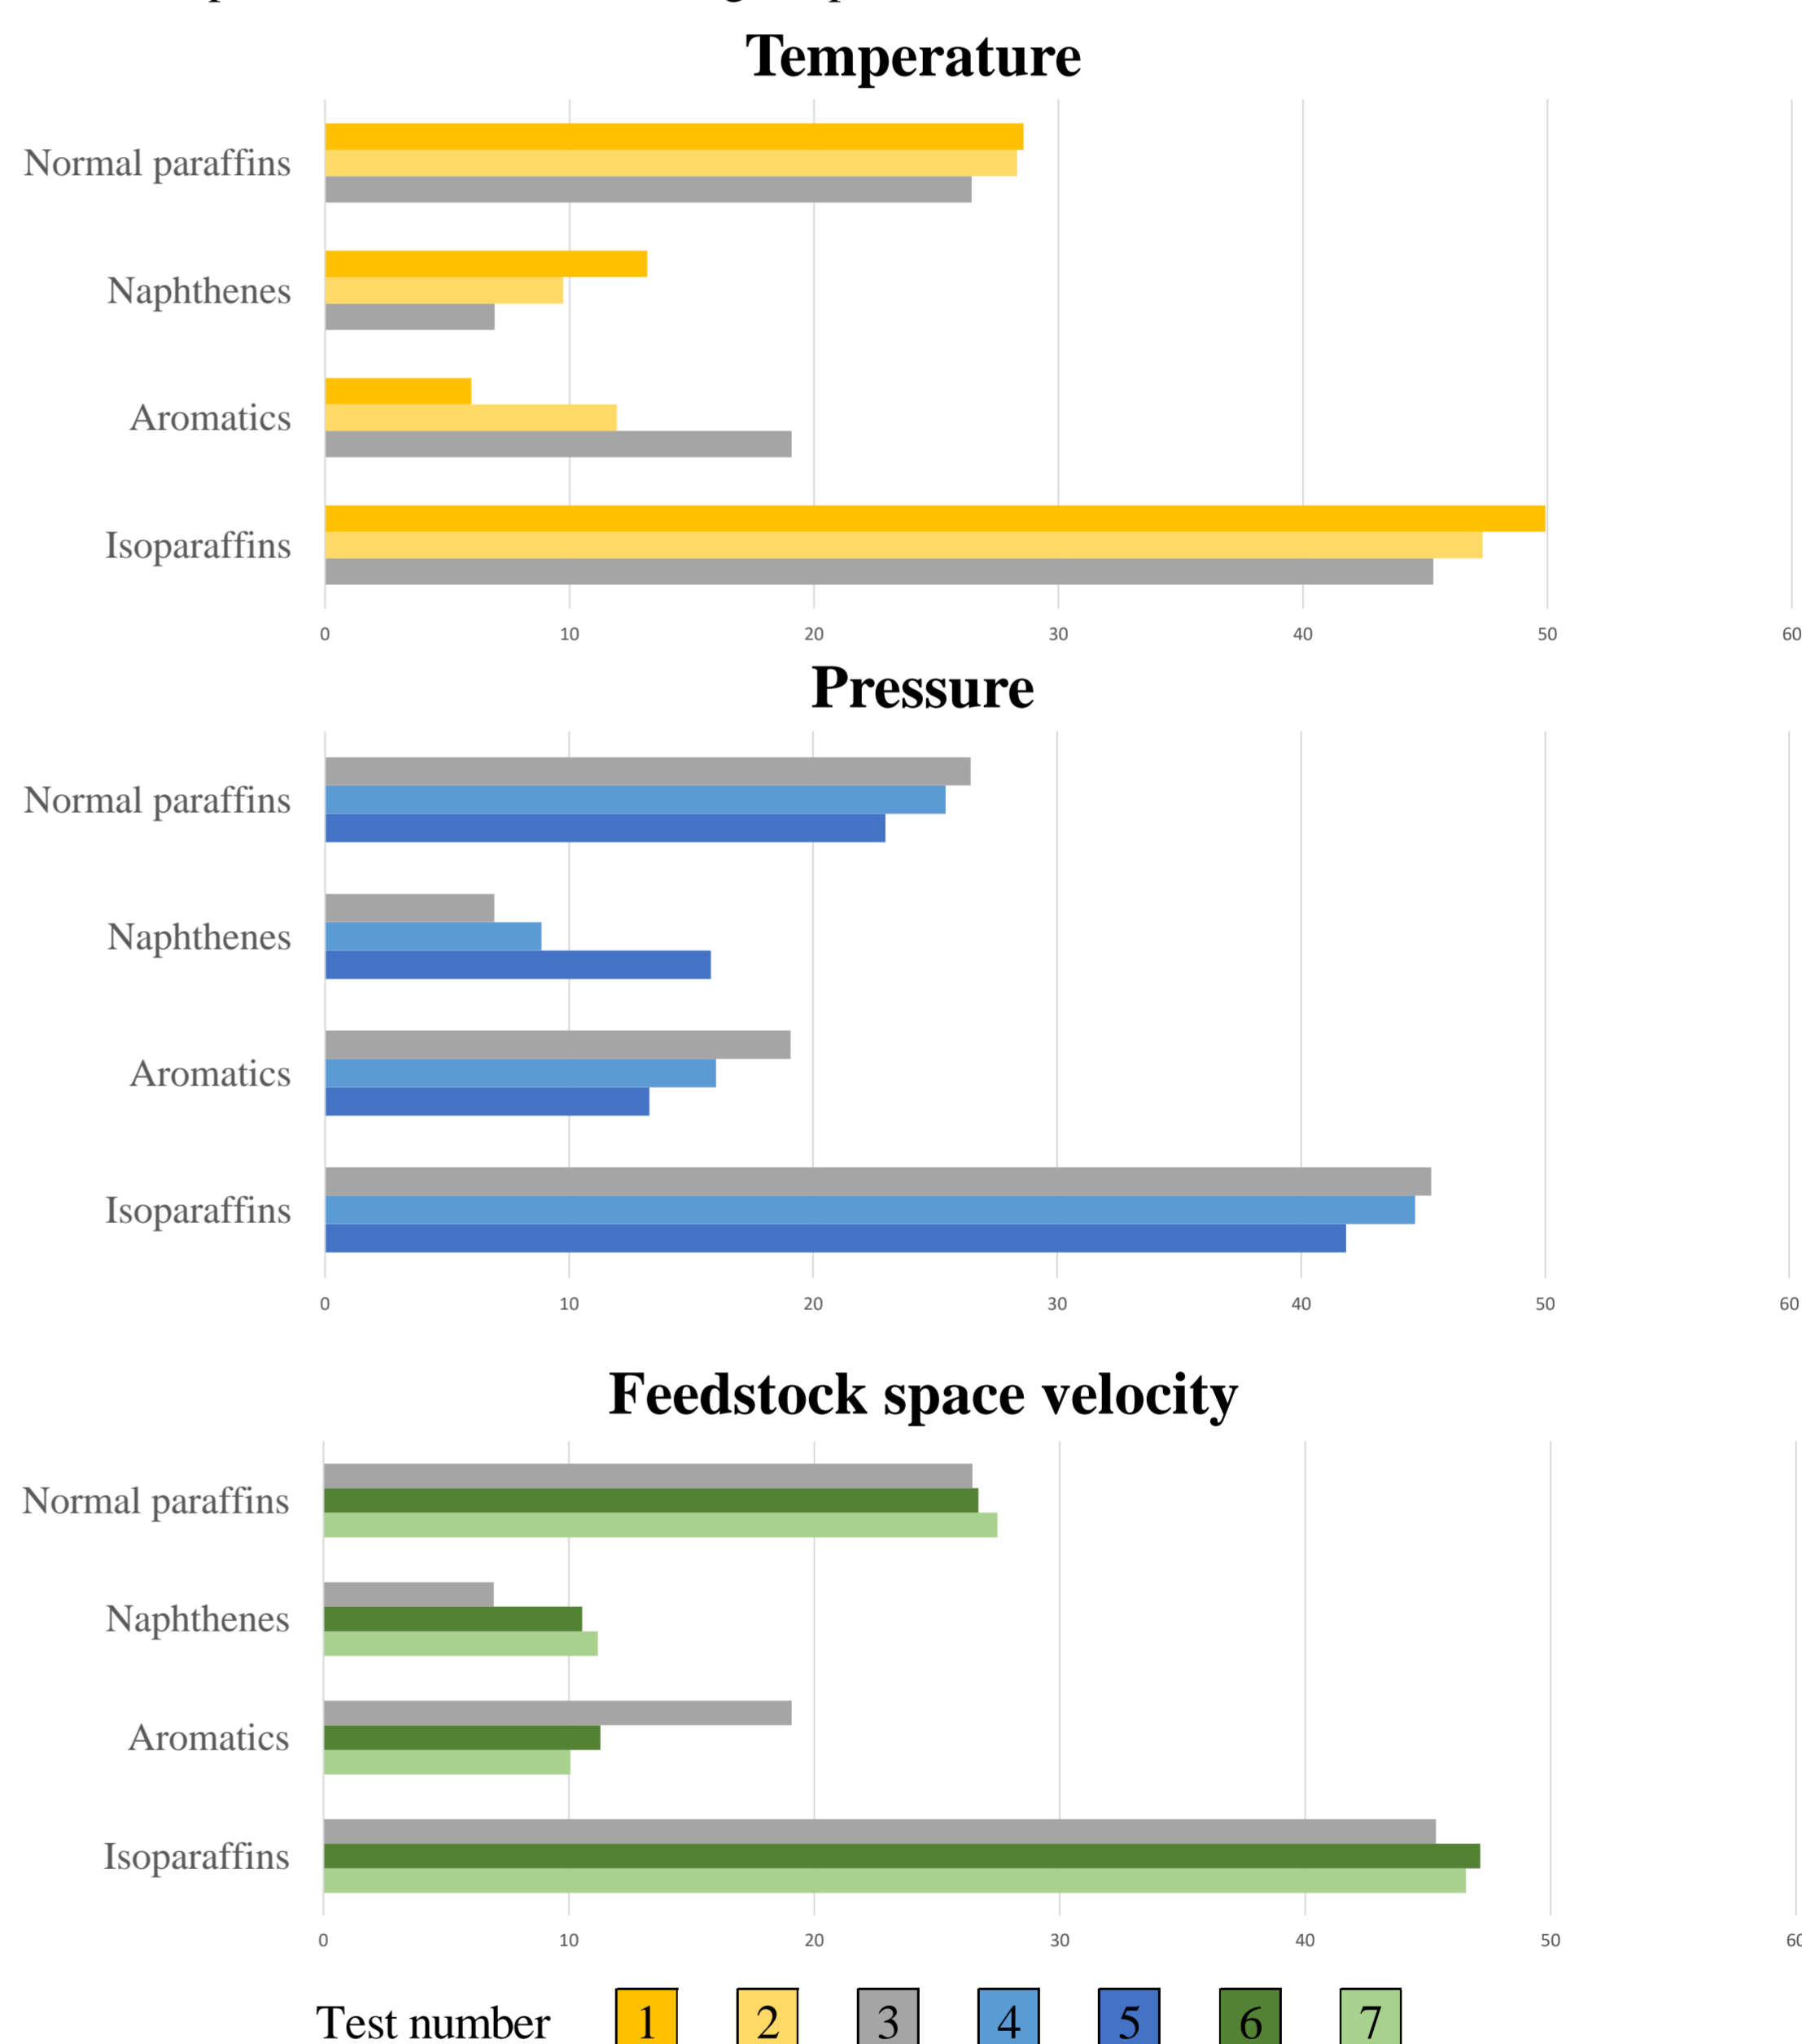 Temperature
Normal paraffins
Naphthenes
Aromatics
Isoparaffins
0 10 20 30 40 50 60
Pressure
Normal paraffins
Naphthenes
Aromatics
Isoparaffins
0 10 20 30 40 50 60
Feedstock space velocity
Normal paraffins
Naphthenes
Aromatics
Isoparaffins
0 10 20 30 40 50 60
Test number 1 2 3 4 5 6 7